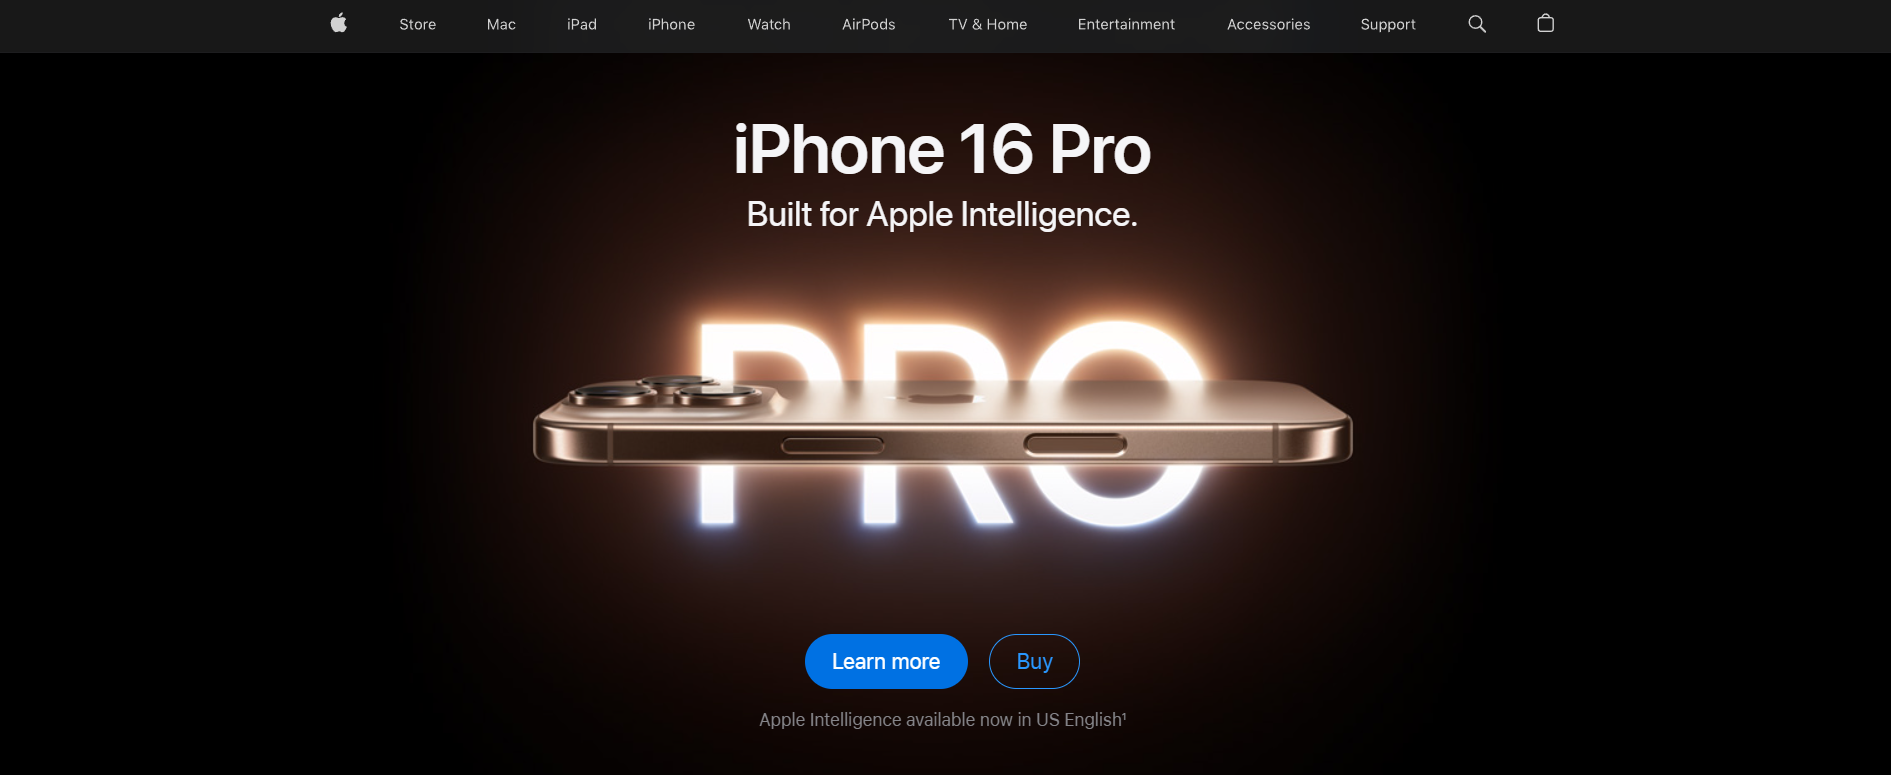 Store Mac iPad iPhone Watch AirPods TV & Home Entertainment Accessories Support
iPhone 16 Pro
Built for Apple Intelligence.
PRO
Learn more Buy
Apple Intelligence available now in US English¹